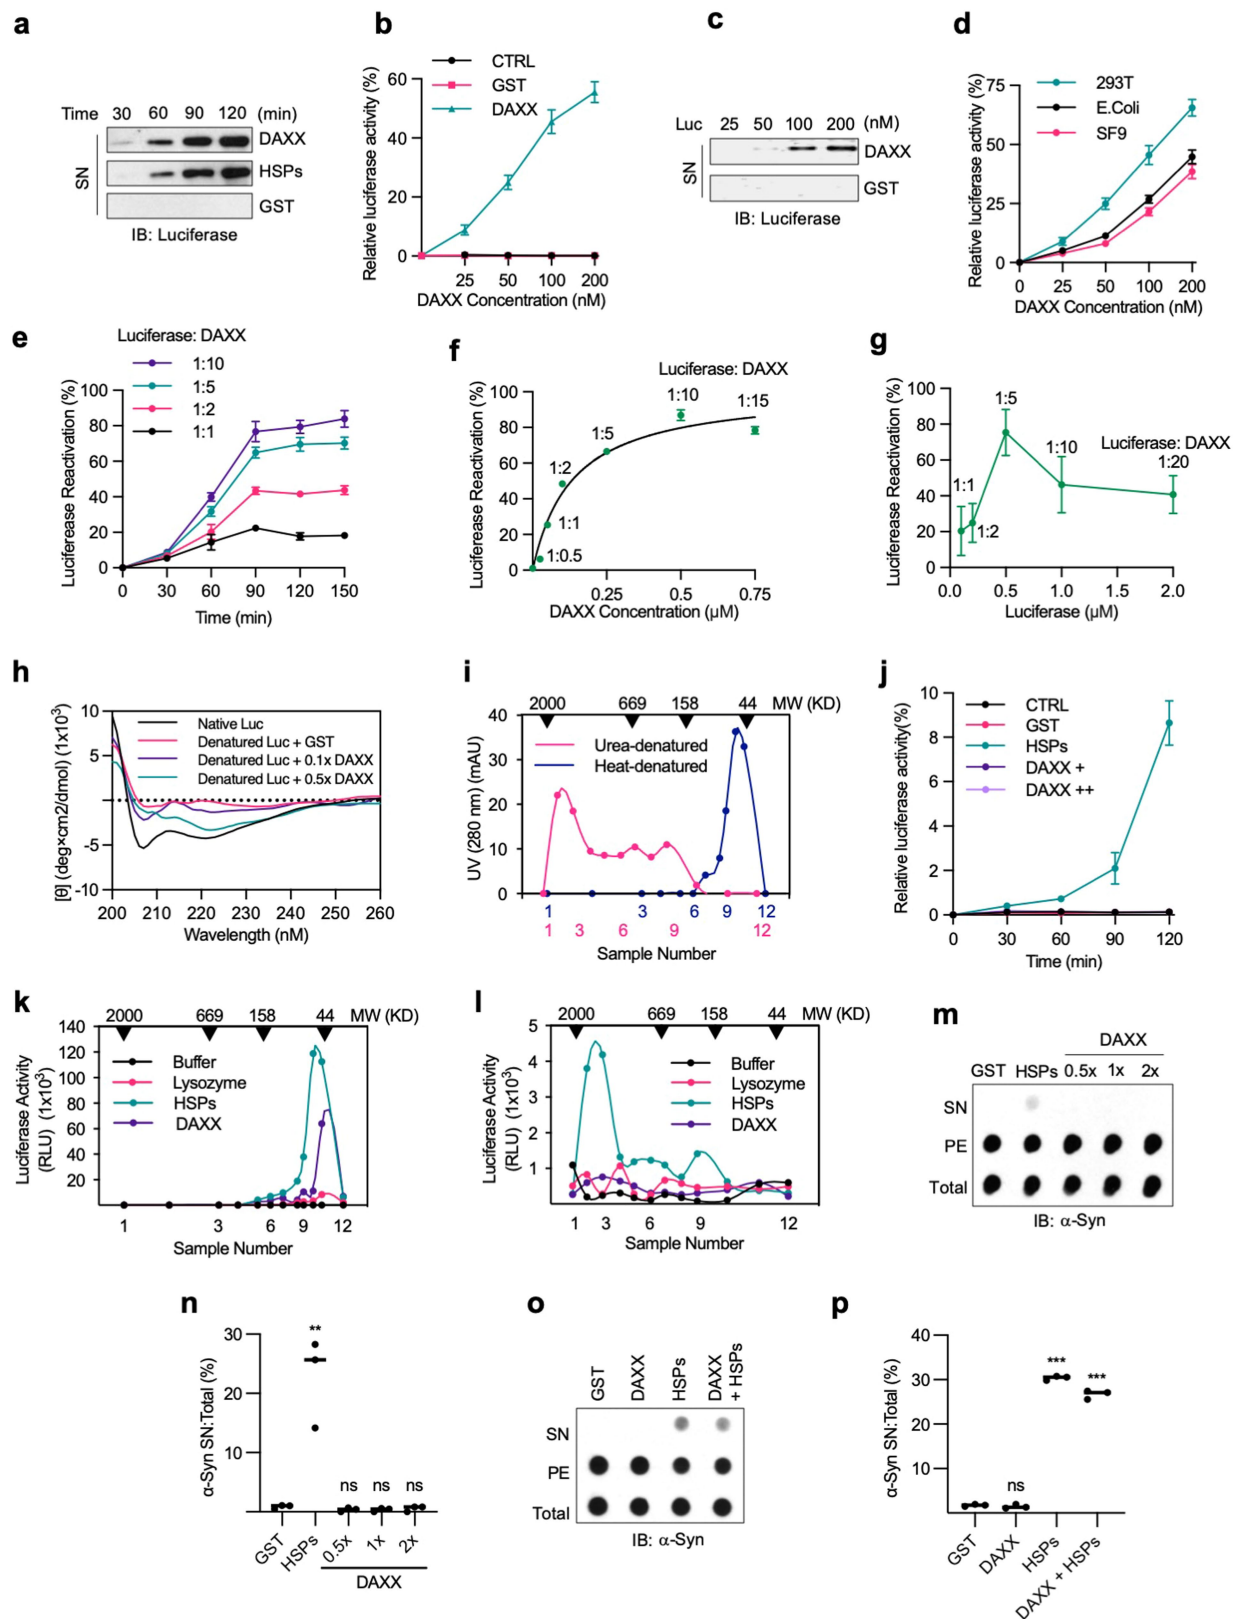 a
Time 30 60 90 120 (min)
SN
DAXX
HSPs
GST
IB: Luciferase
b
CTRL
GST
DAXX
Relative luciferase activity (%)
60
40
20
0
25 50 100 200
DAXX Concentration (nM)
c
Luc 25 50 100 200 (nM)
SN
DAXX
GST
IB: Luciferase
d
293T
E.Coli
SF9
Relative luciferase activity (%)
75
50
25
0
0 25 50 100 200
DAXX Concentration (nM)
e
Luciferase: DAXX
1:10
1:5
1:2
1:1
Luciferease Reactivation (%)
100
80
60
40
20
0
0 30 60 90 120 150
Time (min)
f
Luciferase: DAXX
1:10 1:15
1:5
1:2
1:1
1:0.5
Luciferease Reactivation (%)
100
80
60
40
20
0
0.25 0.5 0.75
DAXX Concentration (µM)
g
Luciferease Reactivation (%)
100
80
60
40
20
0
1:5
1:10
Luciferase: DAXX
1:20
1:1
1:2
0.0 0.5 1.0 1.5 2.0
Luciferase (µM)
h
[θ] (deg×cm2/dmol) (1x10³)
10
5
-5
-10
Native Luc
Denatured Luc + GST
Denatured Luc + 0.1x DAXX
Denatured Luc + 0.5x DAXX
200 210 220 230 240 250 260
Wavelength (nM)
i
2000 669 158 44 MW (KD)
UV (280 nm) (mAU)
40
30
20
10
0
Urea-denatured
Heat-denatured
1 3 6 9 12
1 3 6 9 12
Sample Number
j
Relative luciferase activity(%)
10
8
6
4
2
0
CTRL
GST
HSPs
DAXX +
DAXX ++
0 30 60 90 120
Time (min)
k
2000 669 158 44 MW (KD)
Luciferase Activity
(RLU) (1x10³)
140
120
100
80
60
40
20
Buffer
Lysozyme
HSPs
DAXX
1 3 6 9 12
Sample Number
l
2000 669 158 44 MW (KD)
Luciferase Activity
(RLU) (1x10³)
5
4
3
2
1
Buffer
Lysozyme
HSPs
DAXX
1 3 6 9 12
Sample Number
m
DAXX
GST HSPs 0.5x 1x 2x
SN
PE
Total
IB: α-Syn
n
α-Syn SN:Total (%)
30
20
10
**
ns ns ns
GST
HSPs
0.5x
1x
2x
DAXX
o
GST
DAXX
HSPs
DAXX
+ HSPs
SN
PE
Total
IB: α-Syn
p
α-Syn SN:Total (%)
40
30
20
10
ns
***
***
GST
DAXX
HSPs
DAXX + HSPs